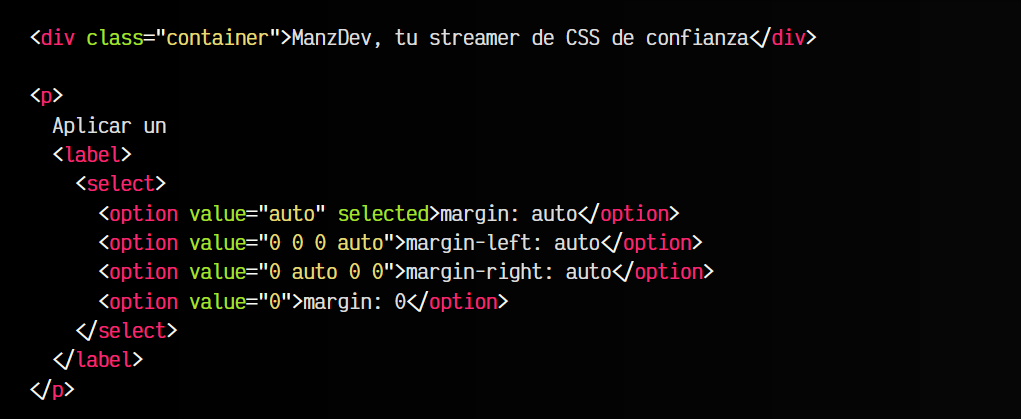 <div class="container">ManzDev, tu streamer de CSS de confianza</div>

<p>
  Aplicar un
  <label>
    <select>
      <option value="auto" selected>margin: auto</option>
      <option value="0 0 0 auto">margin-left: auto</option>
      <option value="0 auto 0 0">margin-right: auto</option>
      <option value="0">margin: 0</option>
    </select>
  </label>
</p>